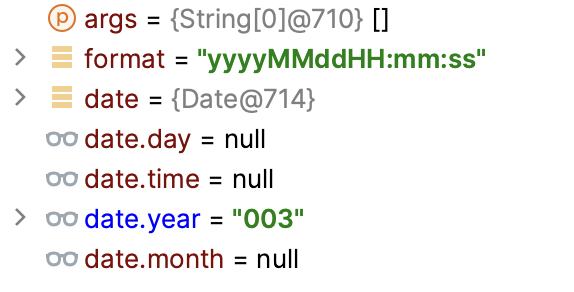 p args = {String[0]@710} []
format = "yyyyMMddHH:mm:ss"
date = {Date@714}
date.day = null
date.time = null
date.year = "003"
date.month = null